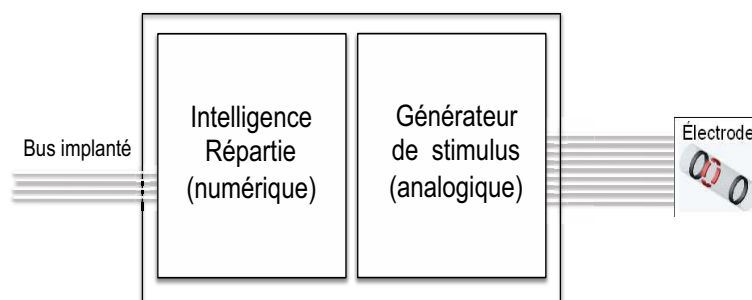 Bus implanté
Intelligence
Répartie
(numérique)
Générateur
de stimulus
(analogique)
Électrode